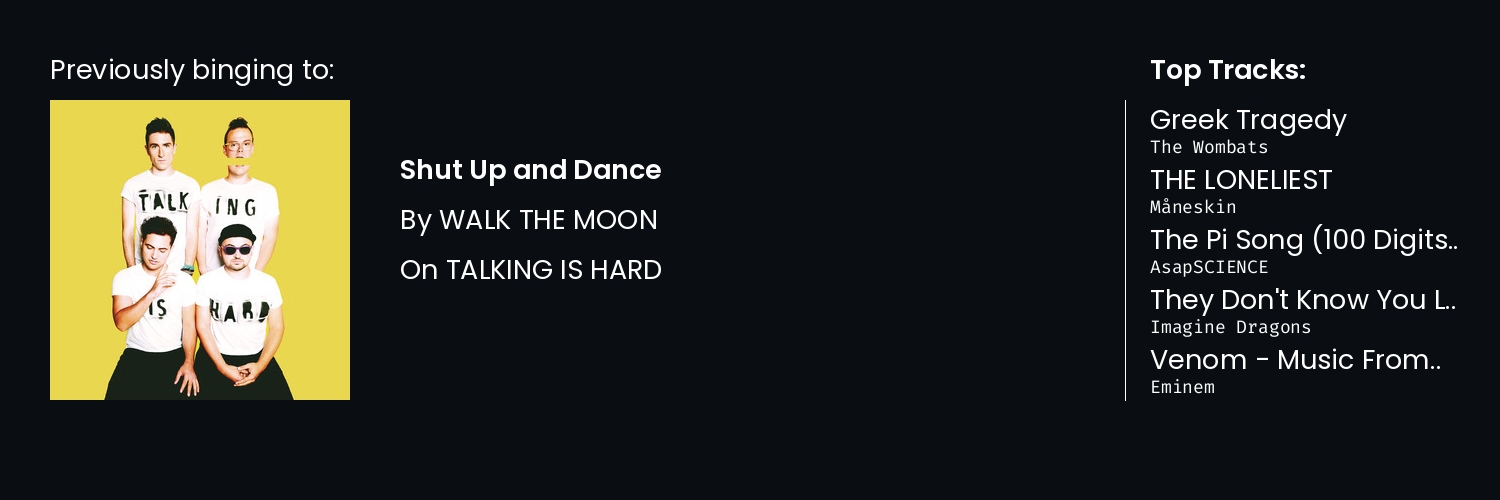 Previously binging to:
TALK
ING
IS
HARD
Shut Up and Dance
By WALK THE MOON
On TALKING IS HARD
Top Tracks:
Greek Tragedy
The Wombats
THE LONELIEST
Måneskin
The Pi Song (100 Digits..
AsapSCIENCE
They Don't Know You L..
Imagine Dragons
Venom - Music From..
Eminem